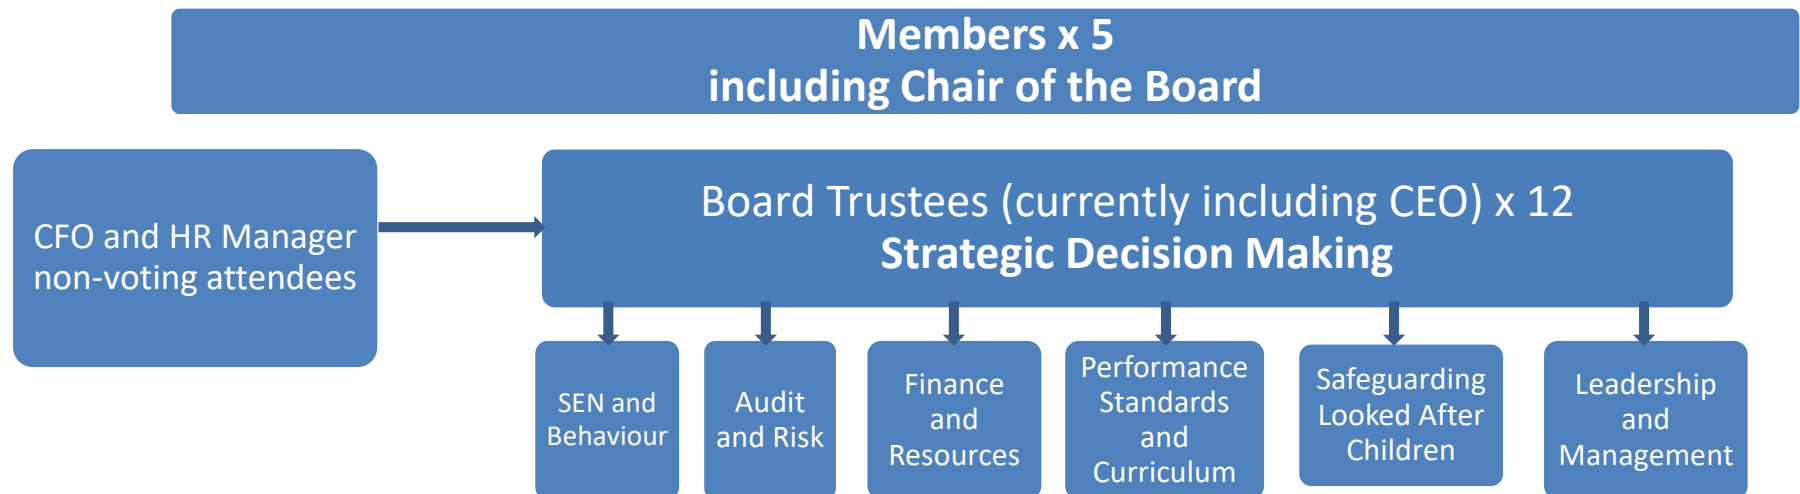 Members x 5
including Chair of the Board
CFO and HR Manager
non-voting attendees
Board Trustees (currently including CEO) x 12
Strategic Decision Making
SEN and
Behaviour
Audit
and Risk
Finance
and
Resources
Performance
Standards
and
Curriculum
Safeguarding
Looked After
Children
Leadership
and
Management